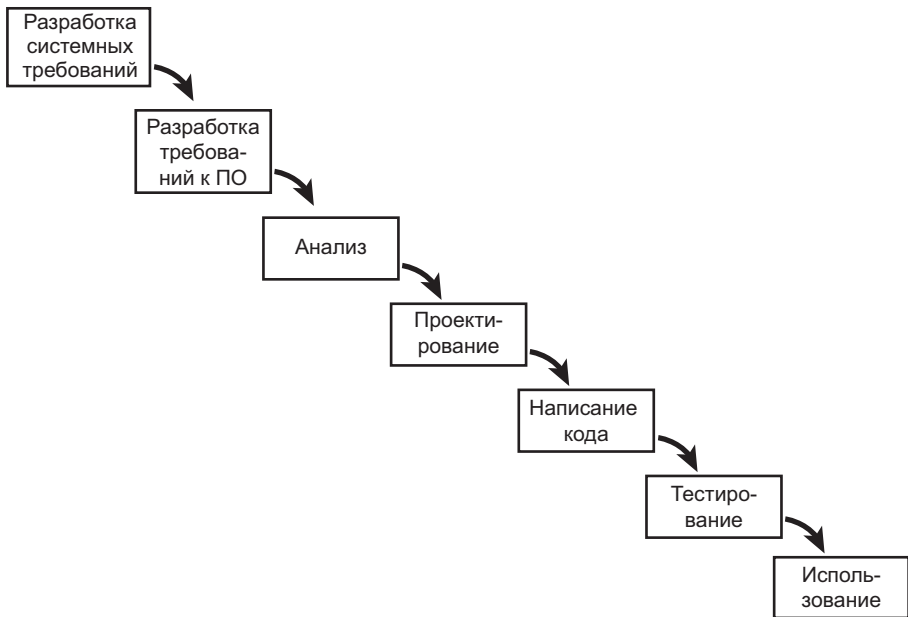 Разработка
системных
требований
Разработка
требова-
ний к ПО
Анализ
Проекти-
рование
Написание
кода
Тестиро-
вание
Исполь-
зование